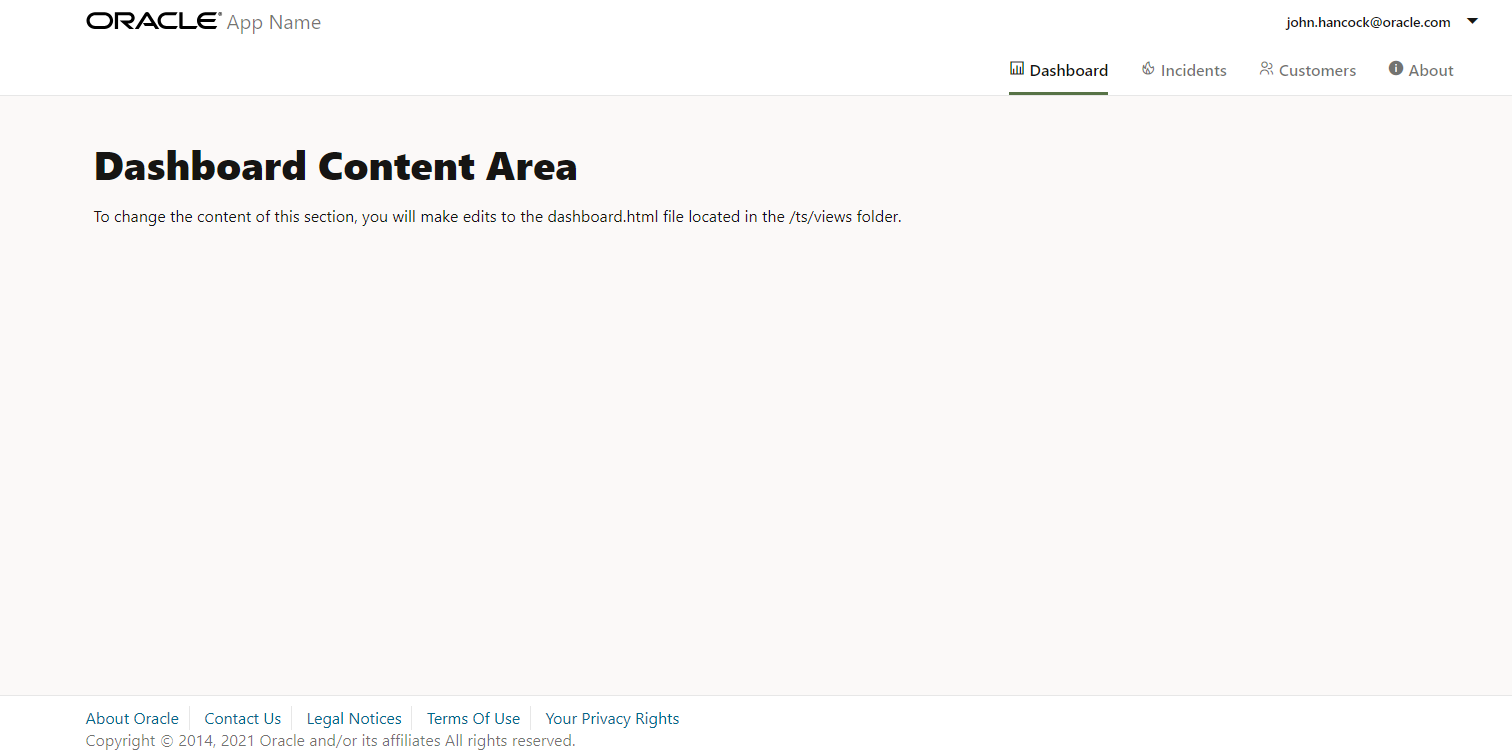 ORACLE® App Name
john.hancock@oracle.com
Dashboard Incidents Customers About
Dashboard Content Area
To change the content of this section, you will make edits to the dashboard.html file located in the /ts/views folder.
About Oracle Contact Us Legal Notices Terms Of Use Your Privacy Rights
Copyright © 2014, 2021 Oracle and/or its affiliates All rights reserved.